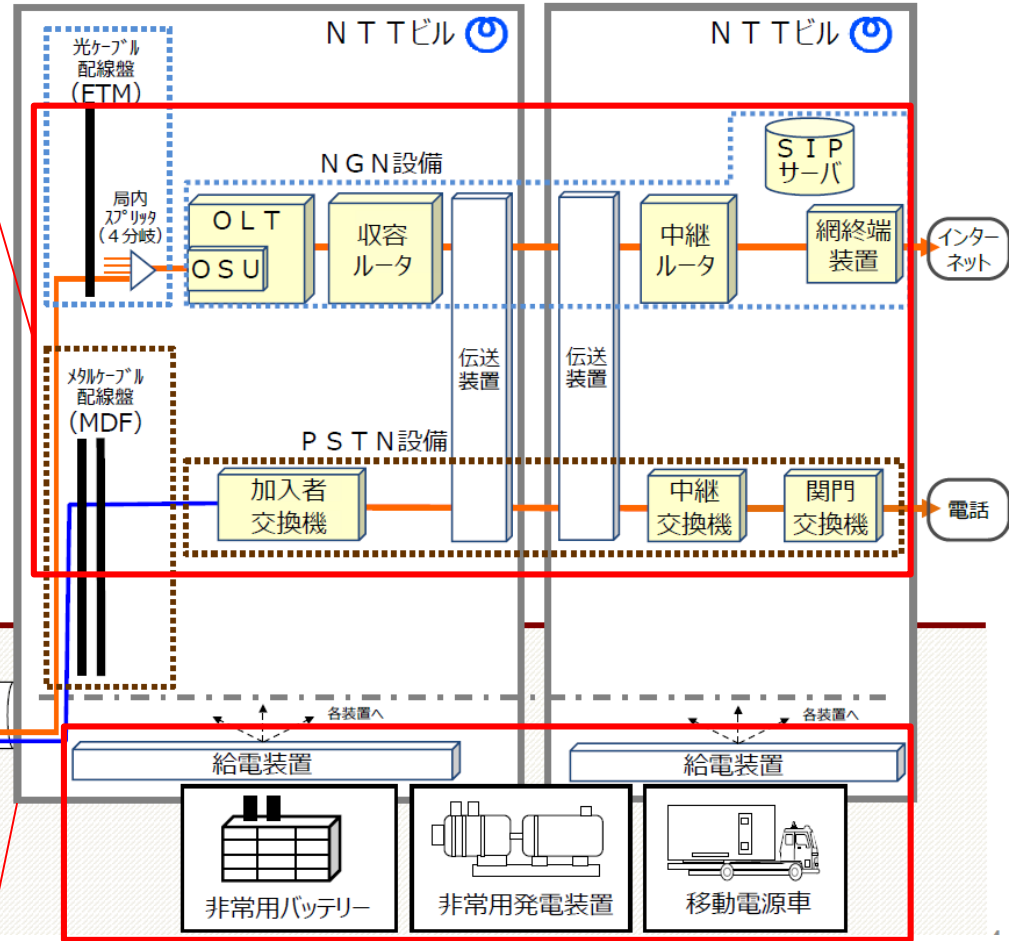 ＮＴＴビル
ＮＴＴビル
光ｹｰﾌﾞﾙ
配線盤
(FTM)
ＳＩＰ
サーバ
ＮＧＮ設備
局内
ｽﾌﾟﾘｯﾀ
(４分岐)
ＯＬＴ
ＯＳＵ
収容
ルータ
中継
ルータ
網終端
装置
インター
ネット
伝送
装置
伝送
装置
ﾒﾀﾙｹｰﾌﾞﾙ
配線盤
(MDF)
ＰＳＴＮ設備
加入者
交換機
中継
交換機
関門
交換機
電話
各装置へ
各装置へ
給電装置
給電装置
非常用バッテリー
非常用発電装置
移動電源車